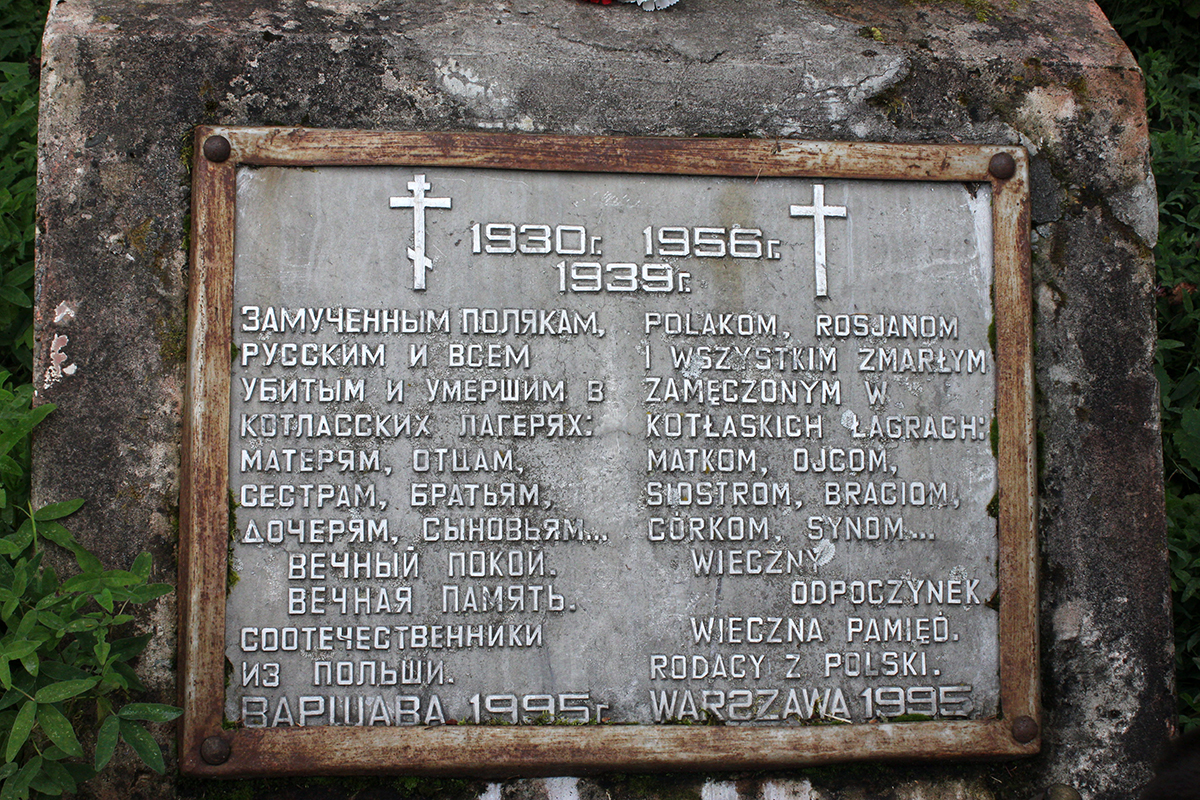 1930г. 1956г.
1939г.
ЗАМУЧЕННЫМ ПОЛЯКАМ,
РУССКИМ И ВСЕМ
УБИТЫМ И УМЕРШИМ В
КОТЛАССКИХ ЛАГЕРЯХ:
МАТЕРЯМ, ОТЦАМ,
СЕСТРАМ, БРАТЬЯМ,
ДОЧЕРЯМ, СЫНОВЬЯМ...
ВЕЧНЫЙ ПОКОЙ.
ВЕЧНАЯ ПАМЯТЬ.
СООТЕЧЕСТВЕННИКИ
ИЗ ПОЛЬШИ.
ВАРШАВА 1995г
POLAKOM, ROSJANOM
I WSZYSTKIM ZMARŁYM
ZAMĘCZONYM W
KOTŁASKICH ŁAGRACH:
MATKOM, OJCOM,
SIOSTROM, BRACIOM,
CÓRKOM, SYNOM...
WIECZNY
ODPOCZYNEK
WIECZNA PAMIĘĆ.
RODACY Z POLSKI.
WARSZAWA 1995